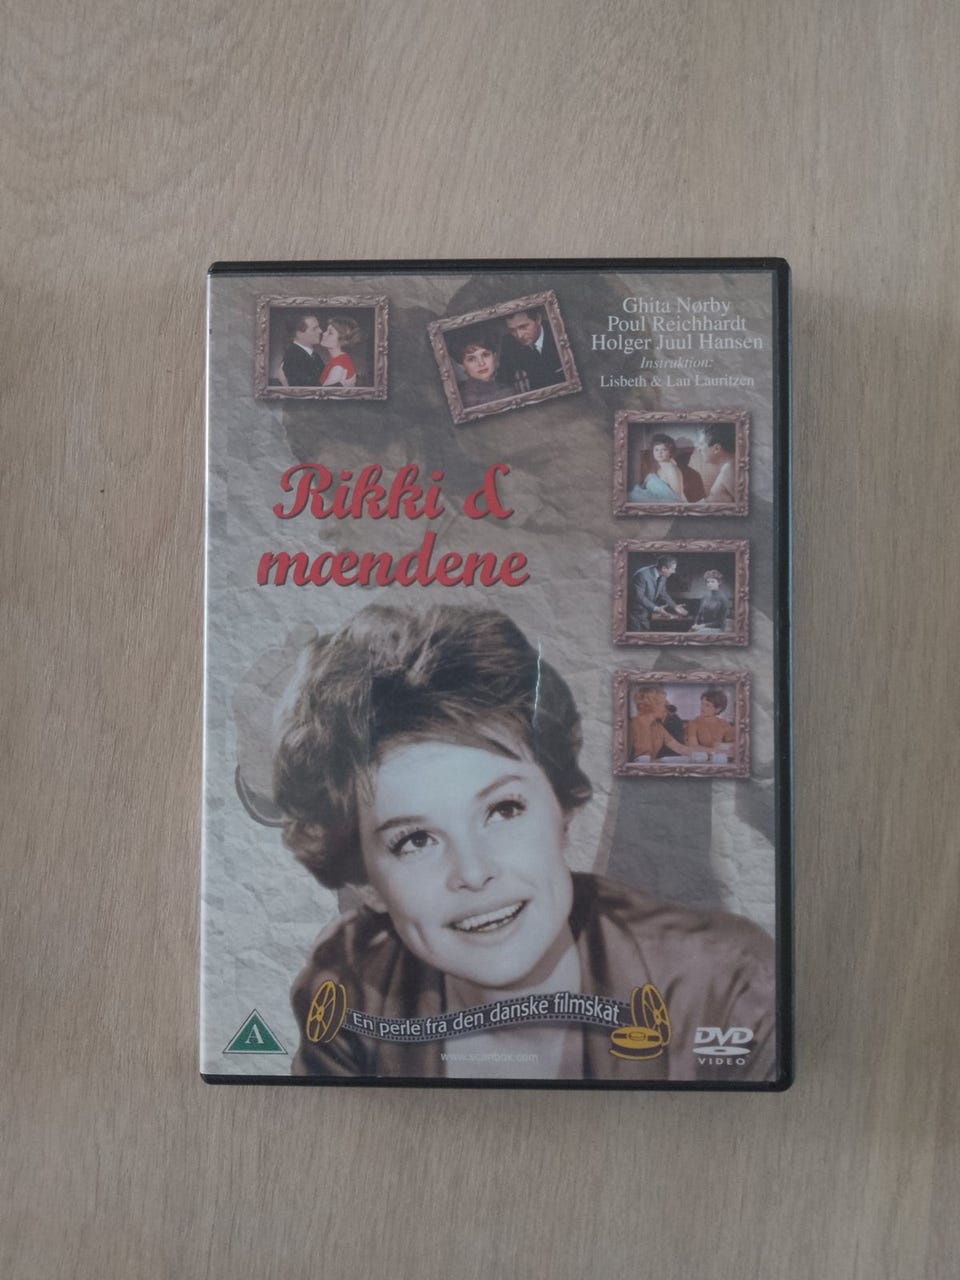 Ghita Nørby
Poul Reichhardt
Holger Juul Hansen
Instruktion:
Lisbeth & Lau Lauritzen
Rikki &
mændene
En perle fra den danske filmskat
A
www.scanbox.com
DVD
VIDEO